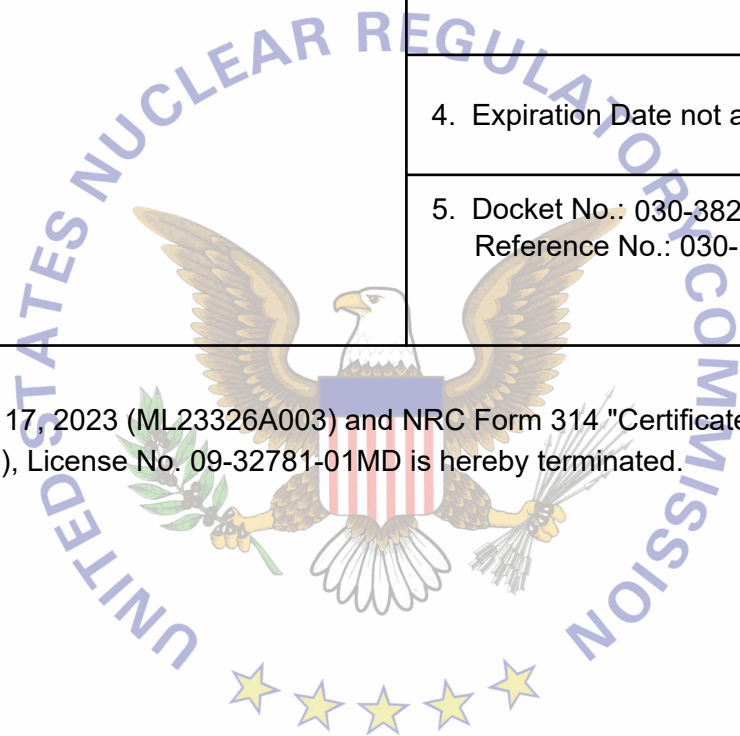 UNITED STATES NUCLEAR REGULATORY COMMISSION
4. Expiration Date not
5. Docket No.: 030-382
Reference No.: 030-
17, 2023 (ML23326A003) and NRC Form 314 "Certificate
), License No. 09-32781-01MD is hereby terminated.